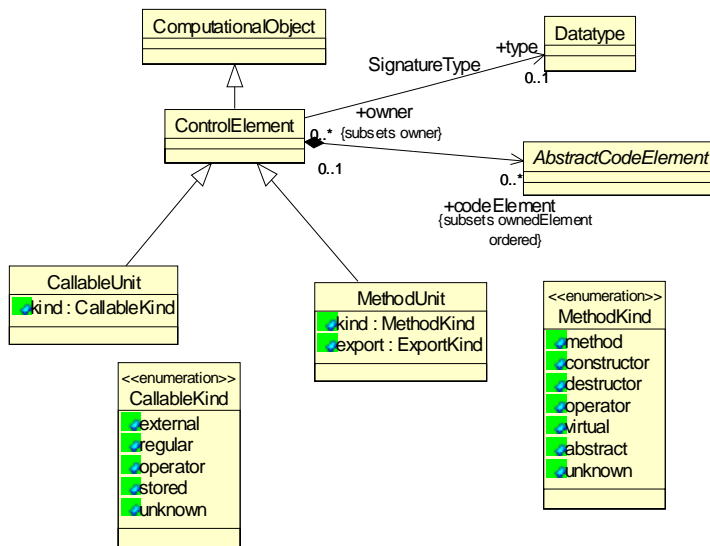 ComputationalObject
Datatype
+type
SignatureType
0..1
ControlElement
+owner
0..*
{subsets owner}
0..1
AbstractCodeElement
0..*
+codeElement
{subsets ownedElement
ordered}
CallableUnit
kind : CallableKind
MethodUnit
kind : MethodKind
export : ExportKind
<<enumeration>>
MethodKind
method
constructor
destructor
operator
virtual
abstract
unknown
<<enumeration>>
CallableKind
external
regular
operator
stored
unknown